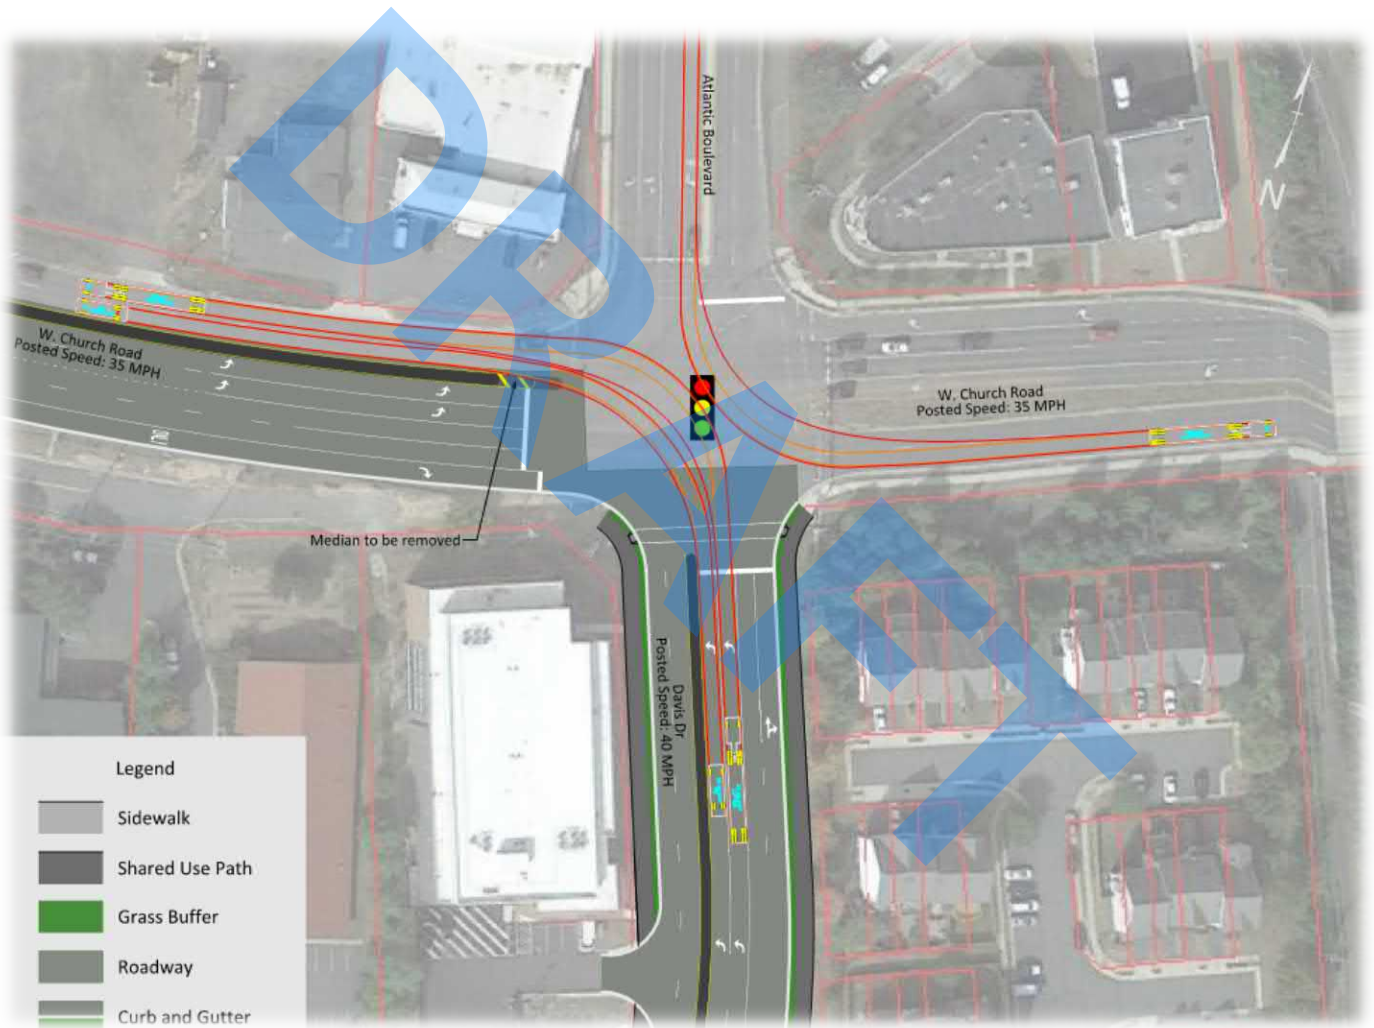 Atlantic Boulevard
N
W. Church Road
Posted Speed: 35 MPH
W. Church Road
Posted Speed: 35 MPH
Median to be removed
Davis Dr
Posted Speed: 40 MPH
DRAFT
Legend
Sidewalk
Shared Use Path
Grass Buffer
Roadway
Curb and Gutter